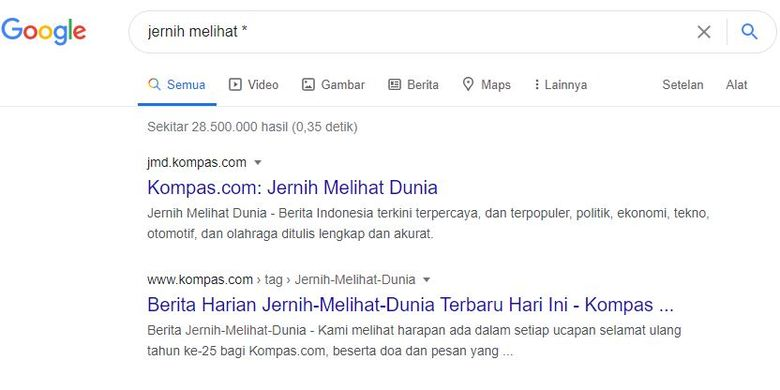 Google
jernih melihat *
Semua Video Gambar Berita Maps Lainnya Setelan Alat
Sekitar 28.500.000 hasil (0,35 detik)
jmd.kompas.com
Kompas.com: Jernih Melihat Dunia
Jernih Melihat Dunia - Berita Indonesia terkini terpercaya, dan terpopuler, politik, ekonomi, tekno,
otomotif, dan olahraga ditulis lengkap dan akurat.
www.kompas.com › tag › Jernih-Melihat-Dunia
Berita Harian Jernih-Melihat-Dunia Terbaru Hari Ini - Kompas ...
Berita Jernih-Melihat-Dunia - Kami melihat harapan ada dalam setiap ucapan selamat ulang
tahun ke-25 bagi Kompas.com, beserta doa dan pesan yang ...